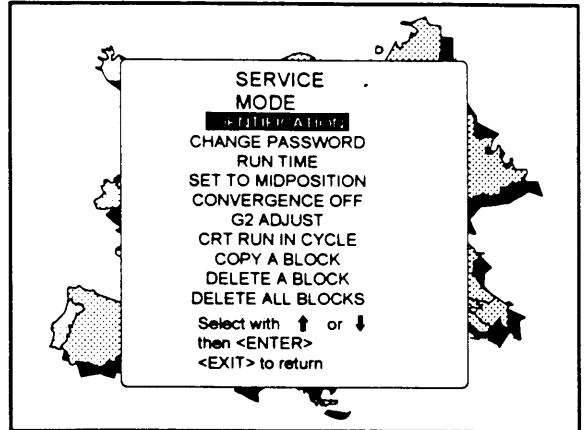 SERVICE
MODE
IDENTIFICATION
CHANGE PASSWORD
RUN TIME
SET TO MIDPOSITION
CONVERGENCE OFF
G2 ADJUST
CRT RUN IN CYCLE
COPY A BLOCK
DELETE A BLOCK
DELETE ALL BLOCKS
Select with ⬆ or ⬇
then <ENTER>
<EXIT> to return